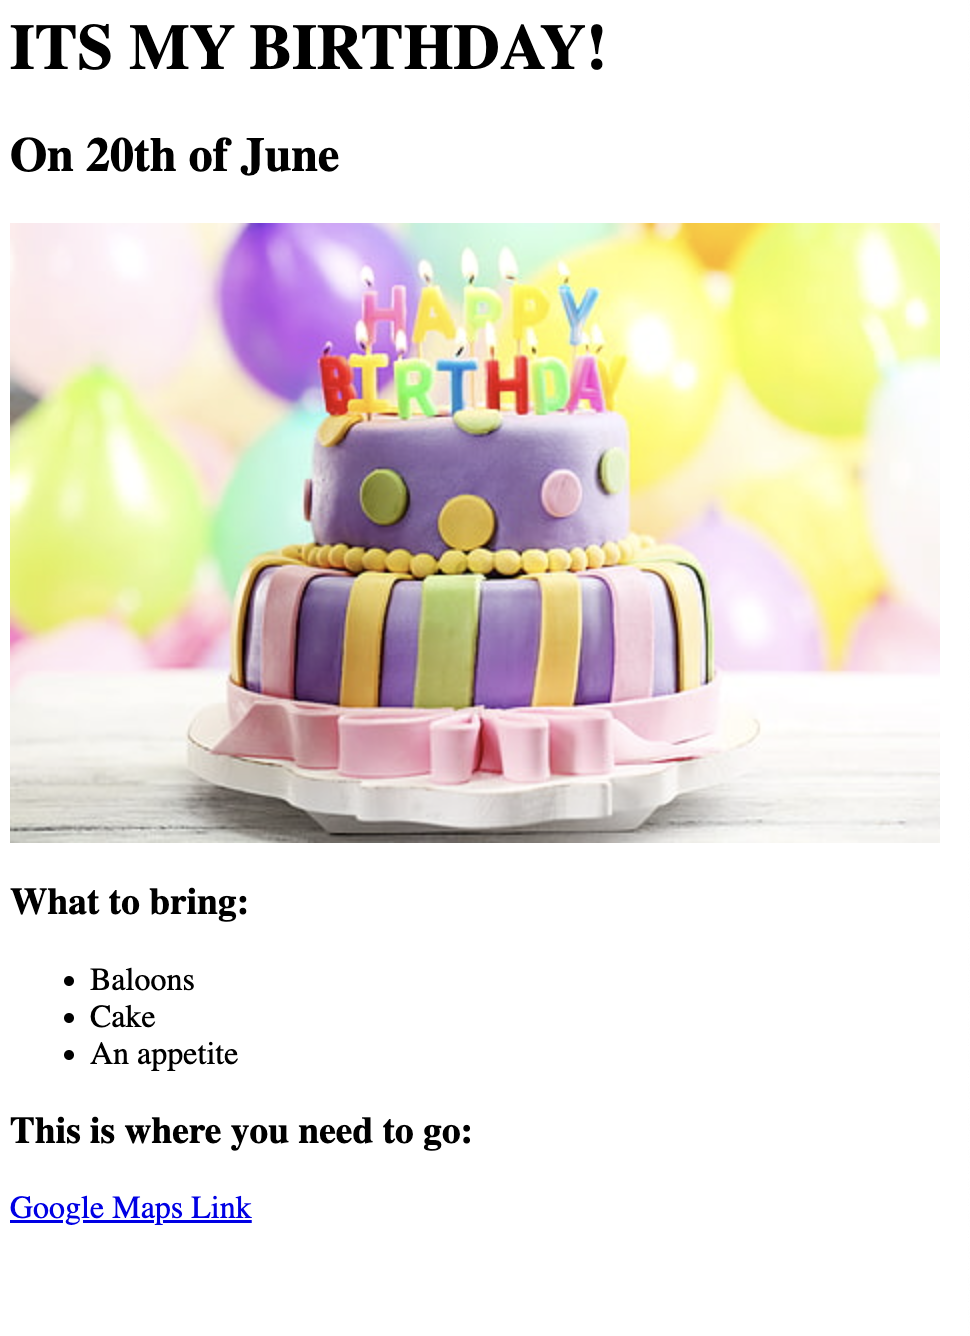 ITS MY BIRTHDAY!
On 20th of June
HAPPY
BIRTHDAY
What to bring:
Baloons
Cake
An appetite
This is where you need to go:
Google Maps Link